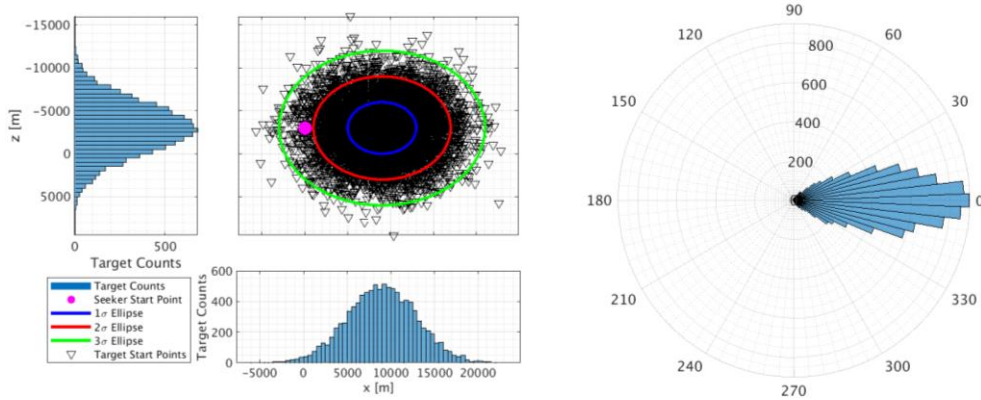 −15000
−10000
−5000
0
5000
z [m]
0 500
Target Counts
Target Counts
Seeker Start Point
1σ Ellipse
2σ Ellipse
3σ Ellipse
Target Start Points
600
400
200
0
Target Counts
−5000 0 5000 10000 15000 20000
x [m]
90
120 60
800
600
150 30
400
200
180 0
210 330
240 300
270